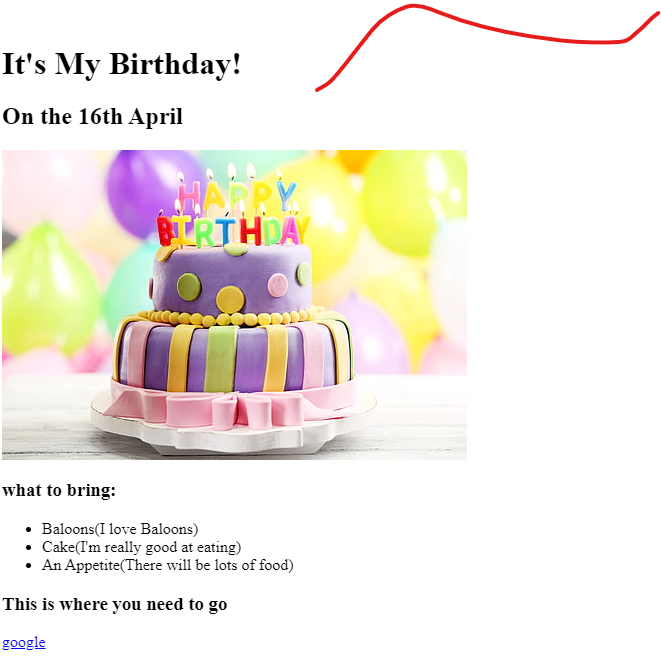 It's My Birthday!
On the 16th April
HAPPY
BIRTHDAY
what to bring:
Baloons(I love Baloons)
Cake(I'm really good at eating)
An Appetite(There will be lots of food)
This is where you need to go
google